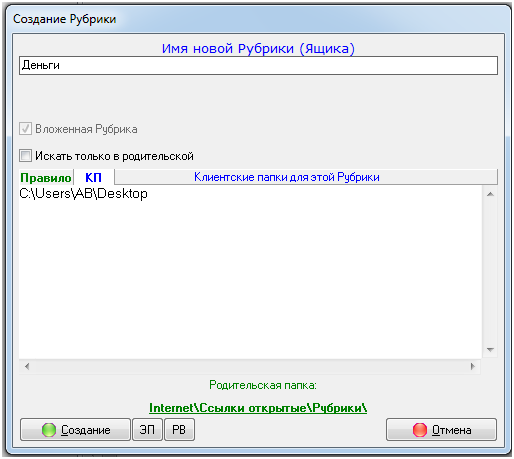 Создание Рубрики
Имя новой Рубрики (Ящика)
Деньги
Вложенная Рубрика
Искать только в родительской
Правило КП Клиентские папки для этой Рубрики
C:\Users\AB\Desktop
Родительская папка:
Internet\Ссылки открытые\Рубрики\
Создание ЭП РВ Отмена